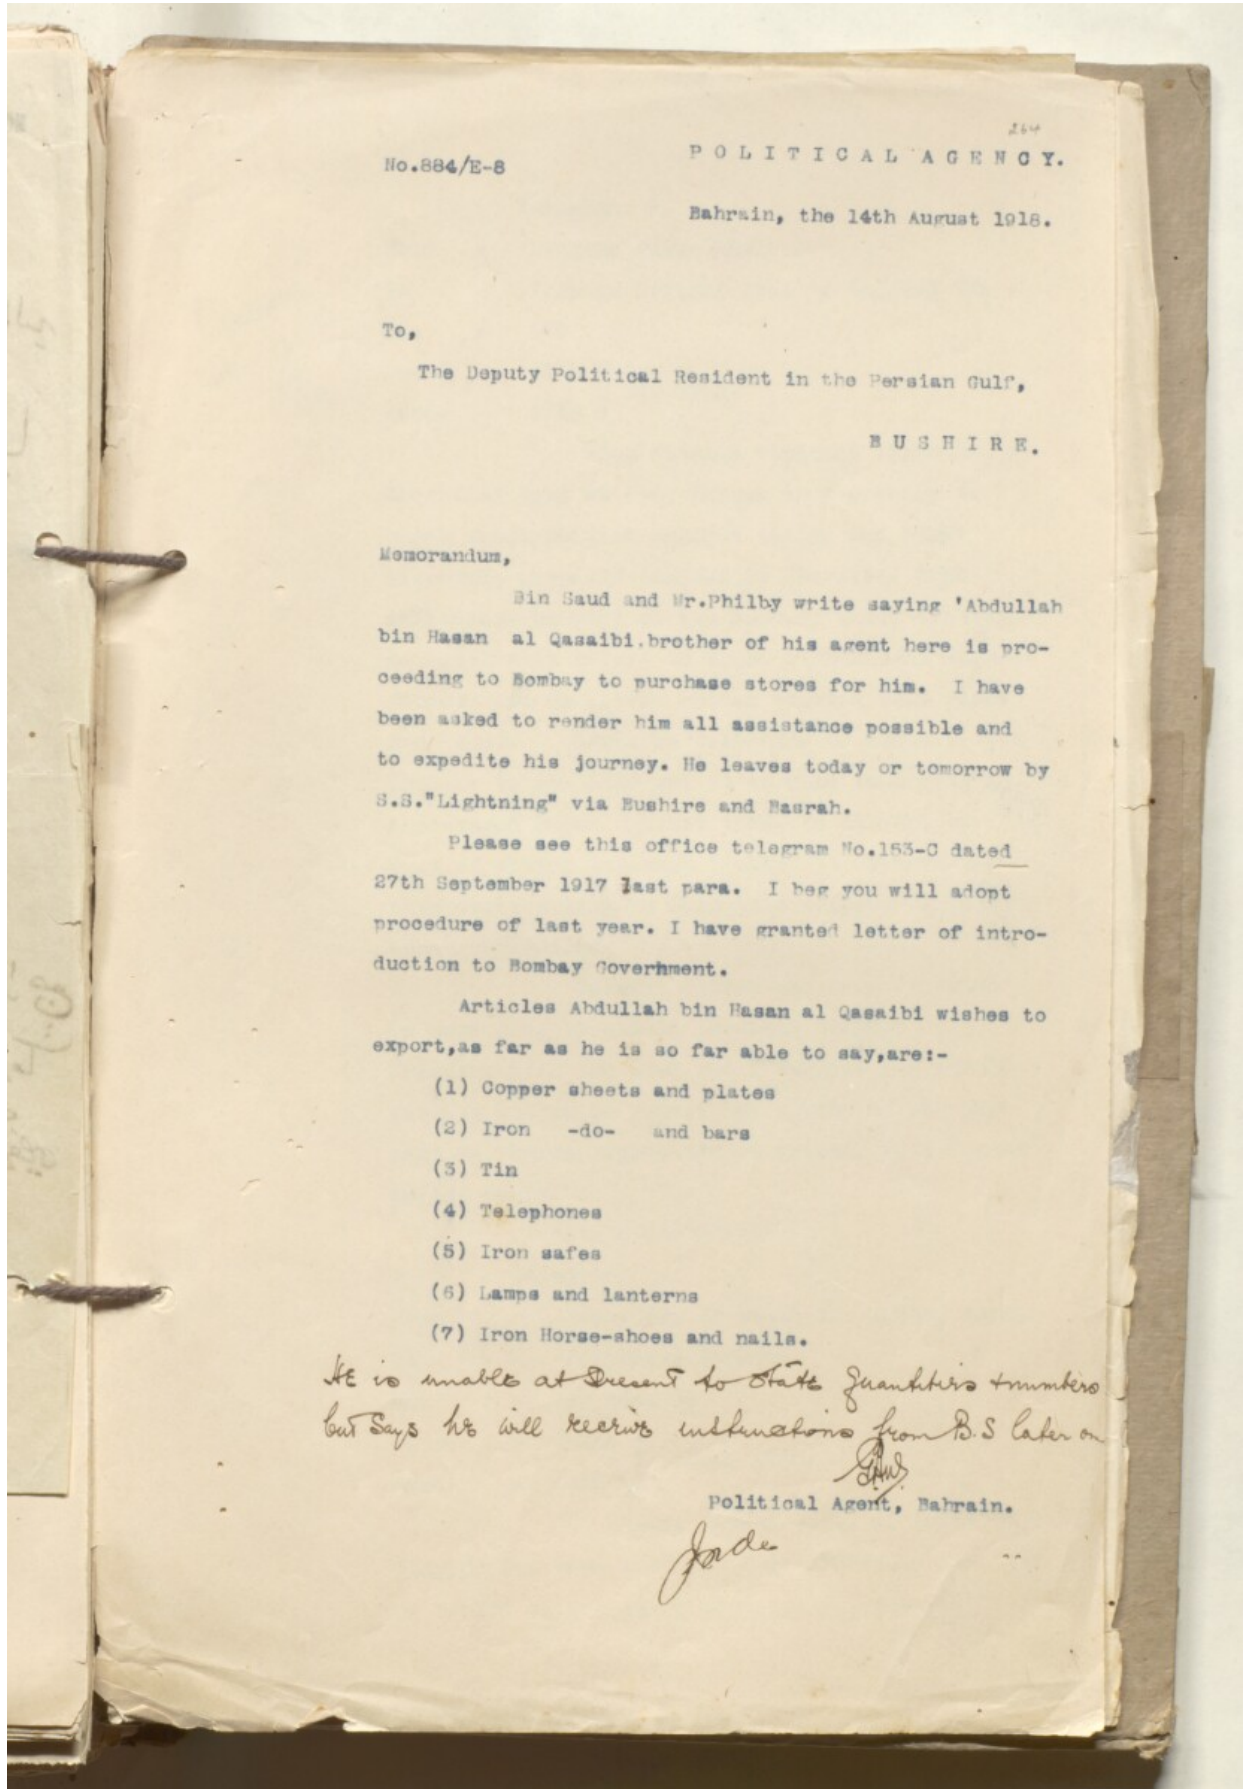 264
No.884/E-8
POLITICAL AGENCY.
Bahrain, the 14th August 1918.
To,
The Deputy Political Resident in the Persian Gulf,
BUSHIRE.
Memorandum,
Bin Saud and Mr.Philby write saying 'Abdullah
bin Hasan al Qasaibi,brother of his agent here is pro-
ceeding to Bombay to purchase stores for him. I have
been asked to render him all assistance possible and
to expedite his journey. He leaves today or tomorrow by
S.S."Lightning" via Bushire and Basrah.
Please see this office telegram No.153-C dated
27th September 1917 last para. I beg you will adopt
procedure of last year. I have granted letter of intro-
duction to Bombay Government.
Articles Abdullah bin Hasan al Qasaibi wishes to
export,as far as he is so far able to say,are:-
(1) Copper sheets and plates
(2) Iron -do- and bars
(3) Tin
(4) Telephones
(5) Iron safes
(6) Lamps and lanterns
(7) Iron Horse-shoes and nails.
HE is unable at Present to State Quantities & numbers
but Says he will receive instructions from B.S later on
Political Agent, Bahrain.